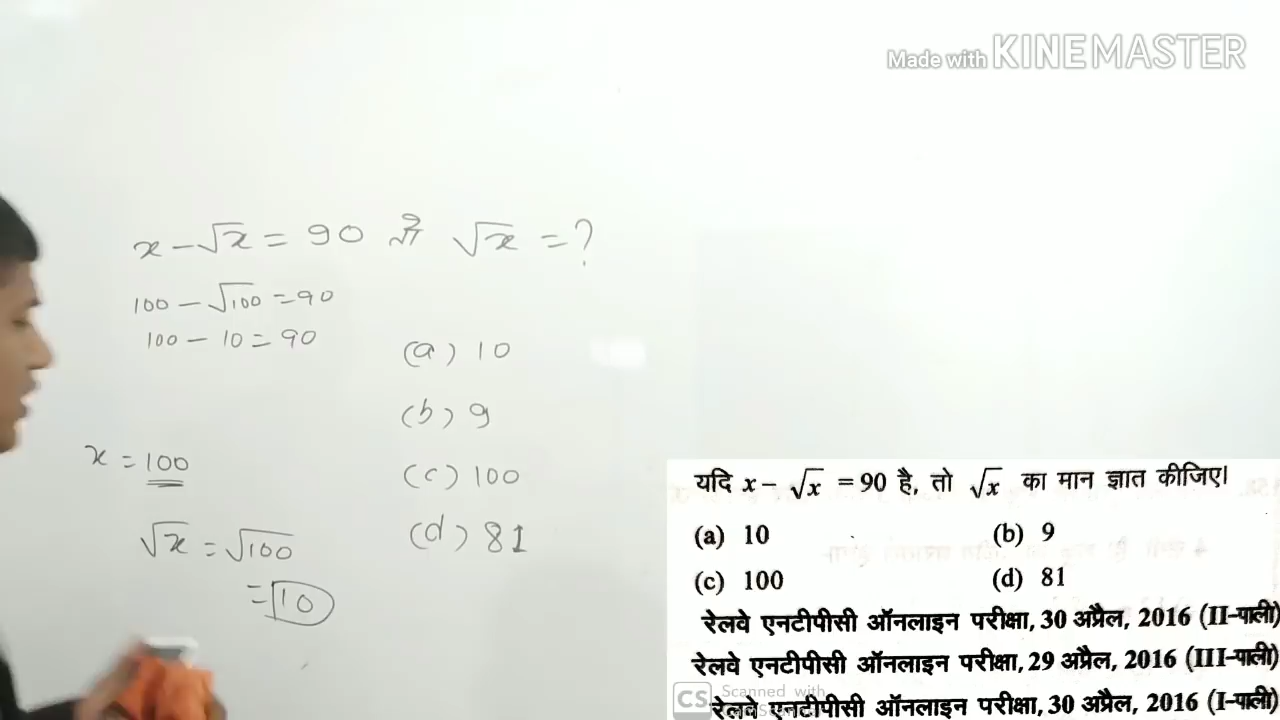 Made with KINEMASTER
x - √x = 90 तो √x = ?
100 - √100 = 90
100 - 10 = 90
(a) 10
(b) 9
(c) 100
(d) 81
x = 100
√x = √100
= 10
यदि x - √x = 90 है, तो √x का मान ज्ञात कीजिए।
(a) 10 (b) 9
(c) 100 (d) 81
रेलवे एनटीपीसी ऑनलाइन परीक्षा, 30 अप्रैल, 2016 (II-पाली)
रेलवे एनटीपीसी ऑनलाइन परीक्षा, 29 अप्रैल, 2016 (III-पाली)
रेलवे एनटीपीसी ऑनलाइन परीक्षा, 30 अप्रैल, 2016 (I-पाली)
CS Scanned with